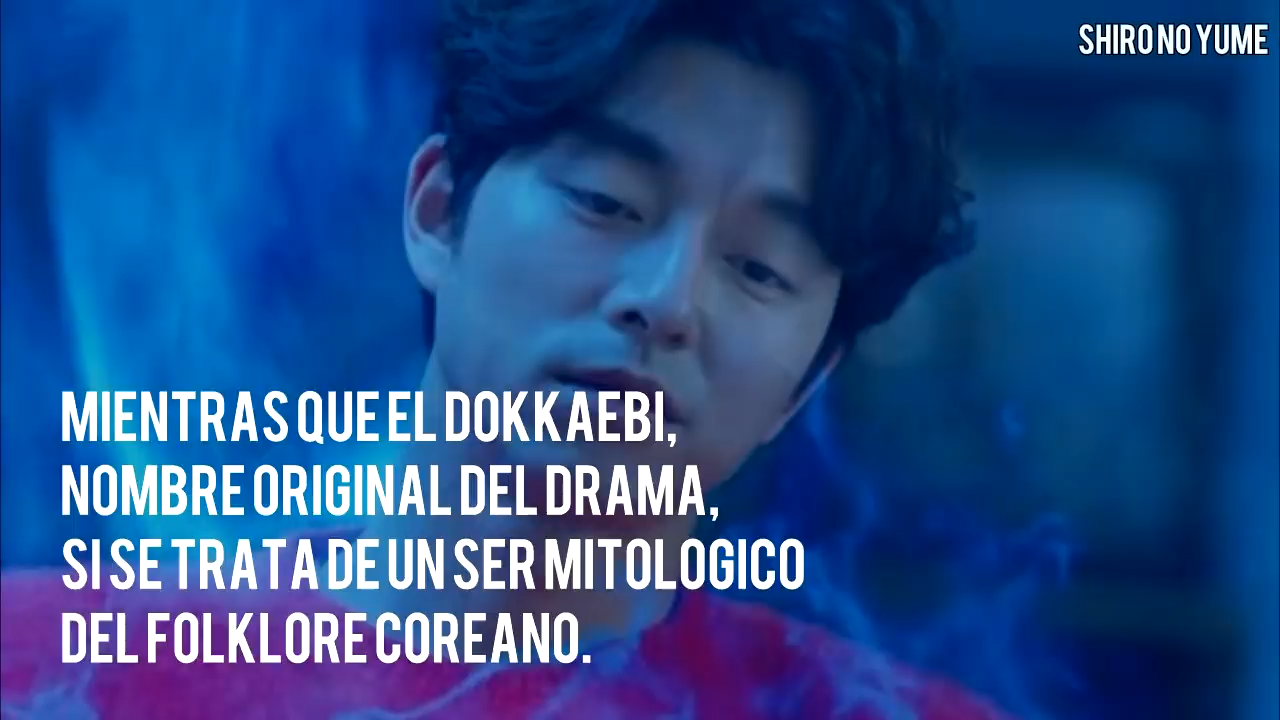 SHIRO NO YUME
MIENTRAS QUE EL DOKKAEBI,
NOMBRE ORIGINAL DEL DRAMA,
SI SE TRATA DE UN SER MITOLOGICO
DEL FOLKLORE COREANO.